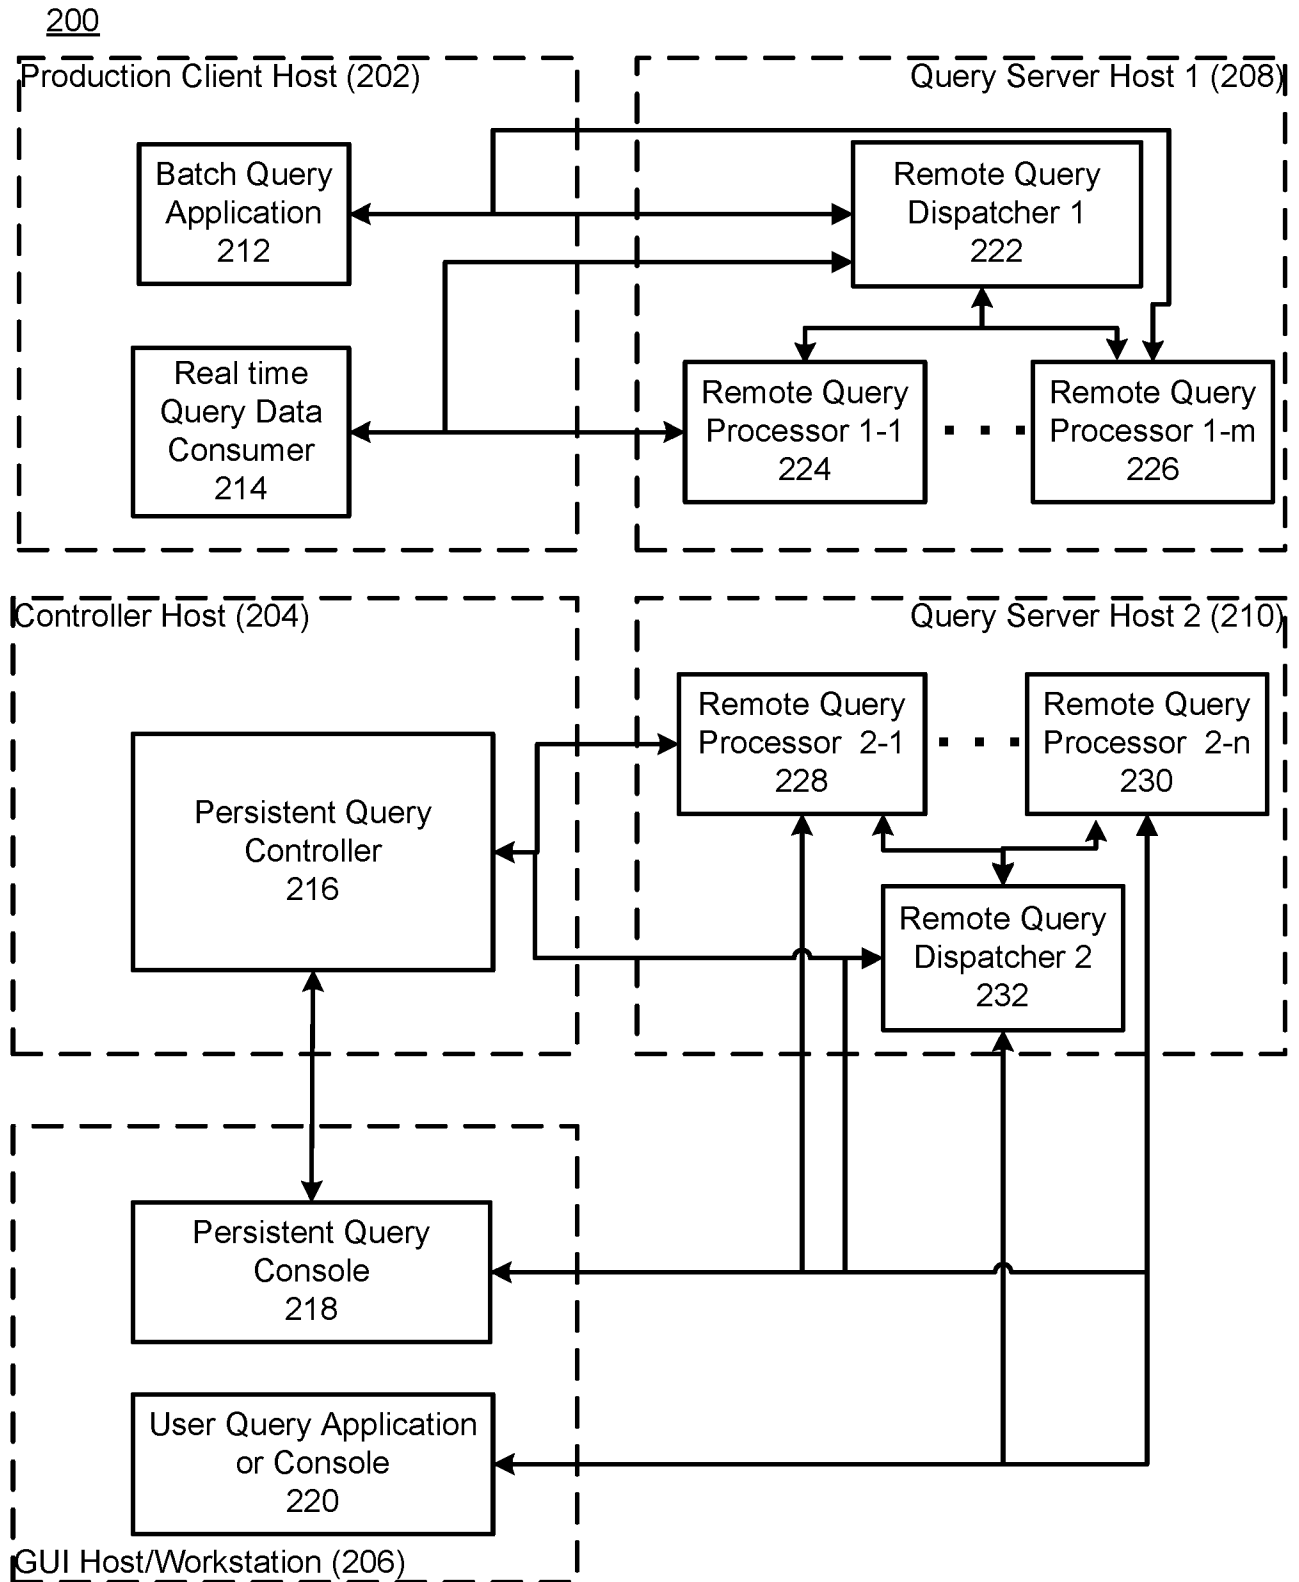 200
Production Client Host (202)
Query Server Host 1 (208)
Batch Query
Application
212
Remote Query
Dispatcher 1
222
Real time
Query Data
Consumer
214
Remote Query
Processor 1-1
224
Remote Query
Processor 1-m
226
Controller Host (204)
Query Server Host 2 (210)
Remote Query
Processor 2-1
228
Remote Query
Processor 2-n
230
Persistent Query
Controller
216
Remote Query
Dispatcher 2
232
Persistent Query
Console
218
User Query Application
or Console
220
GUI Host/Workstation (206)